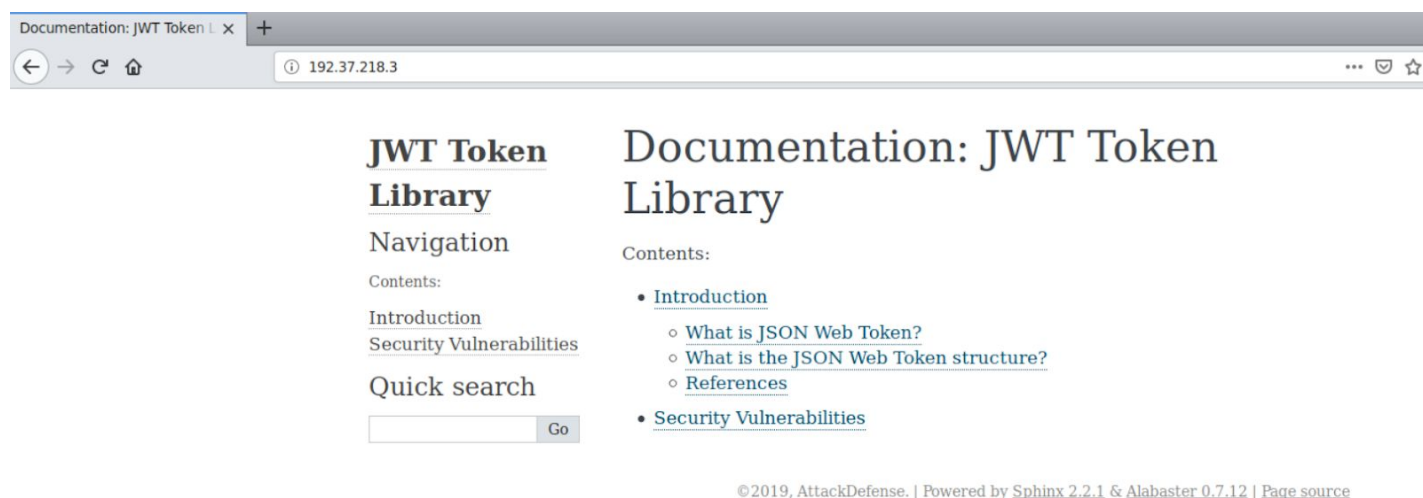 Documentation: JWT Token L
192.37.218.3
JWT Token
Library
Navigation
Contents:
Introduction
Security Vulnerabilities
Quick search
Go
Documentation: JWT Token
Library
Contents:
• Introduction
◦ What is JSON Web Token?
◦ What is the JSON Web Token structure?
◦ References
• Security Vulnerabilities
©2019, AttackDefense. | Powered by Sphinx 2.2.1 & Alabaster 0.7.12 | Page source